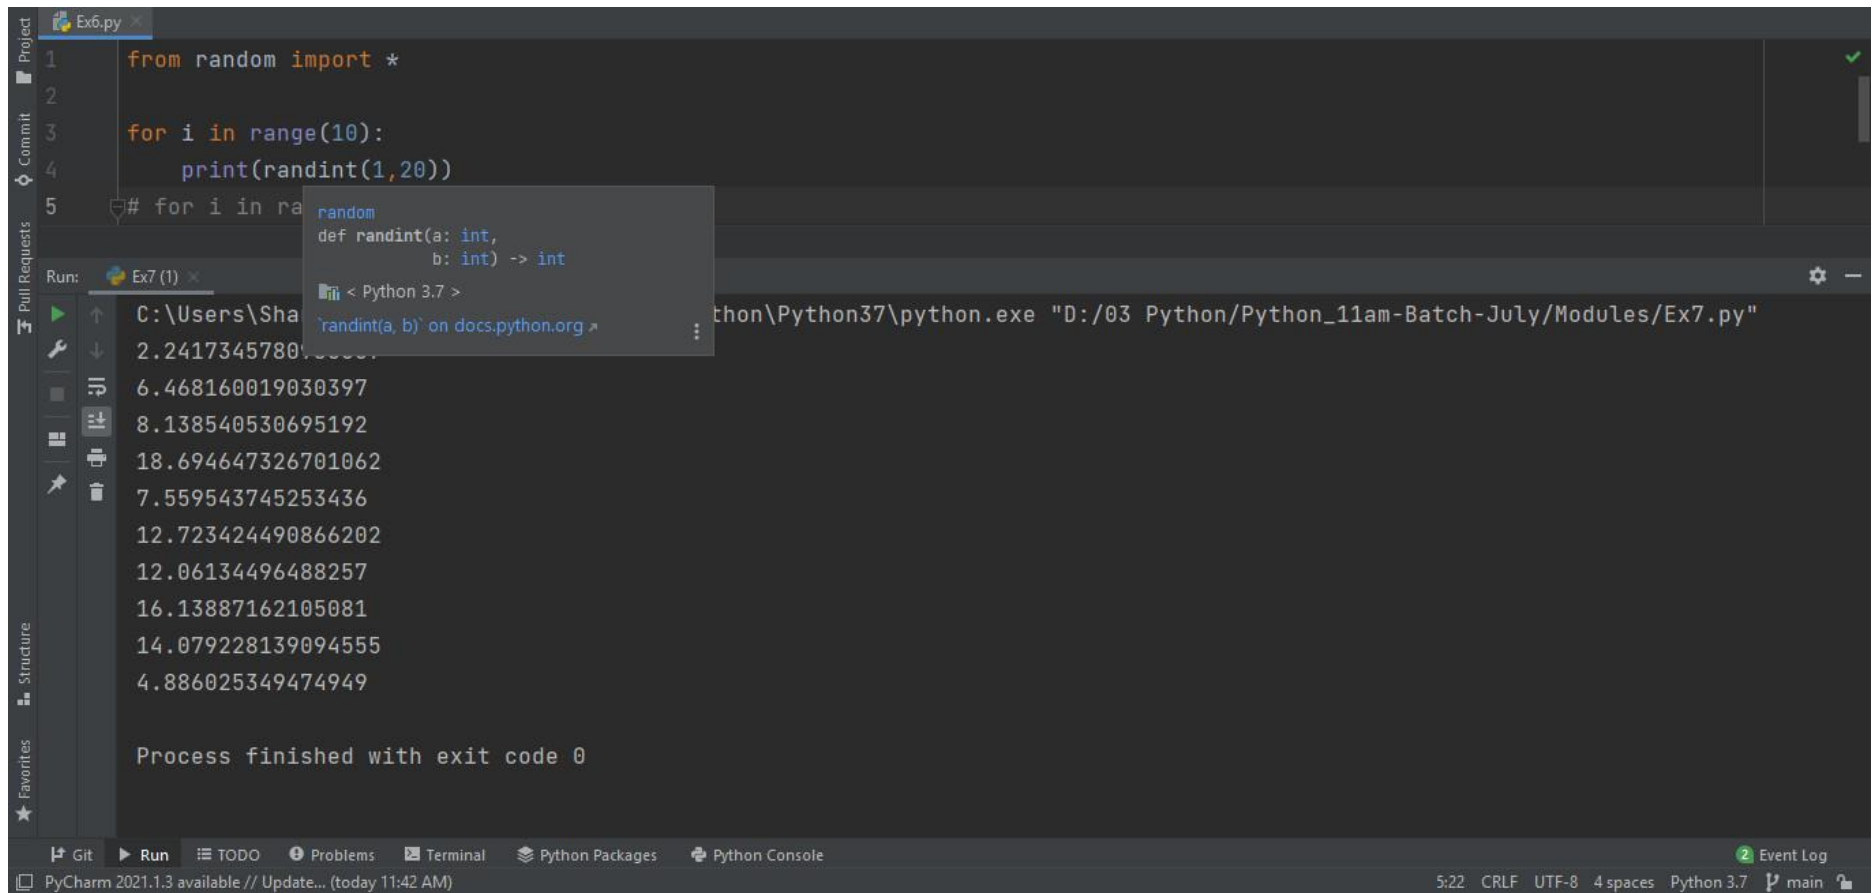 Ex6.py
Project
Commit
Pull Requests
Structure
Favorites
1 from random import *
2
3 for i in range(10):
4 print(randint(1,20))
5 # for i in ra
random
def randint(a: int,
b: int) -> int
< Python 3.7 >
`randint(a, b)` on docs.python.org
Run: Ex7 (1)
C:\Users\Sha thon\Python37\python.exe "D:/03 Python/Python_11am-Batch-July/Modules/Ex7.py"
2.2417345780
6.468160019030397
8.138540530695192
18.694647326701062
7.559543745253436
12.723424490866202
12.06134496488257
16.13887162105081
14.079228139094555
4.886025349474949
Process finished with exit code 0
Git Run TODO Problems Terminal Python Packages Python Console 2 Event Log
PyCharm 2021.1.3 available // Update... (today 11:42 AM) 5:22 CRLF UTF-8 4 spaces Python 3.7 main